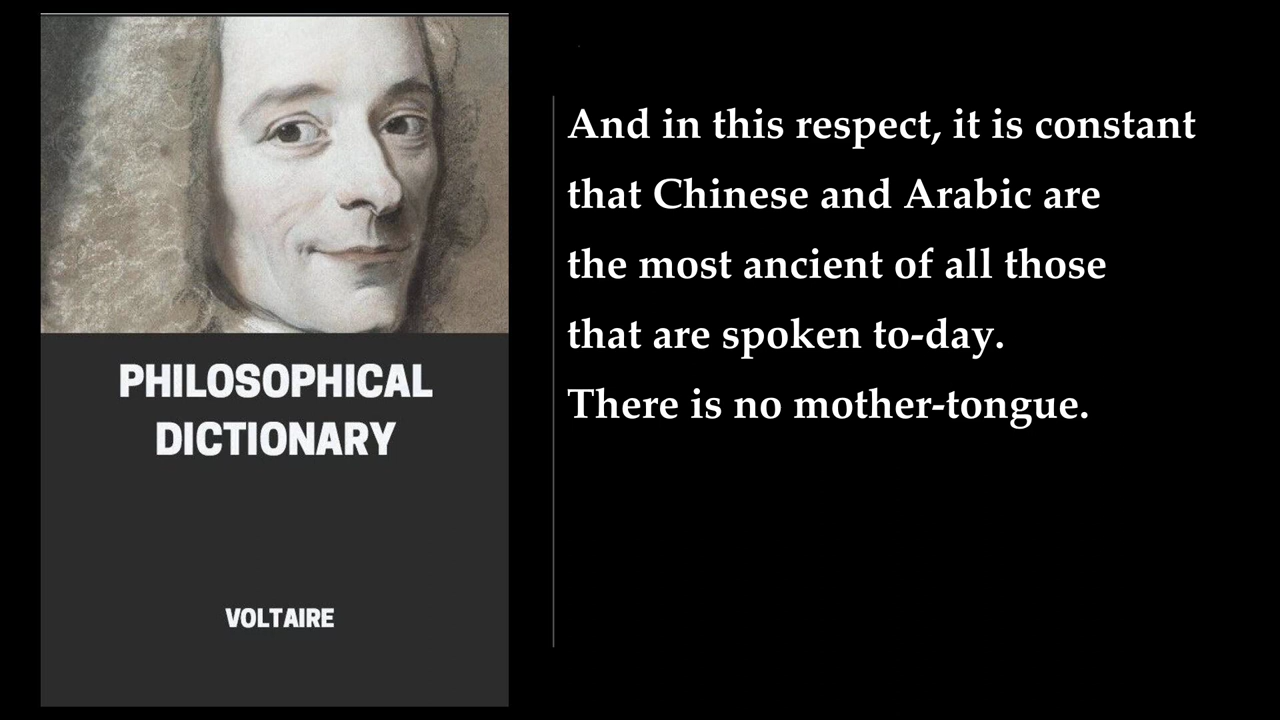 PHILOSOPHICAL
DICTIONARY
VOLTAIRE
And in this respect, it is constant
that Chinese and Arabic are
the most ancient of all those
that are spoken to-day.
There is no mother-tongue.